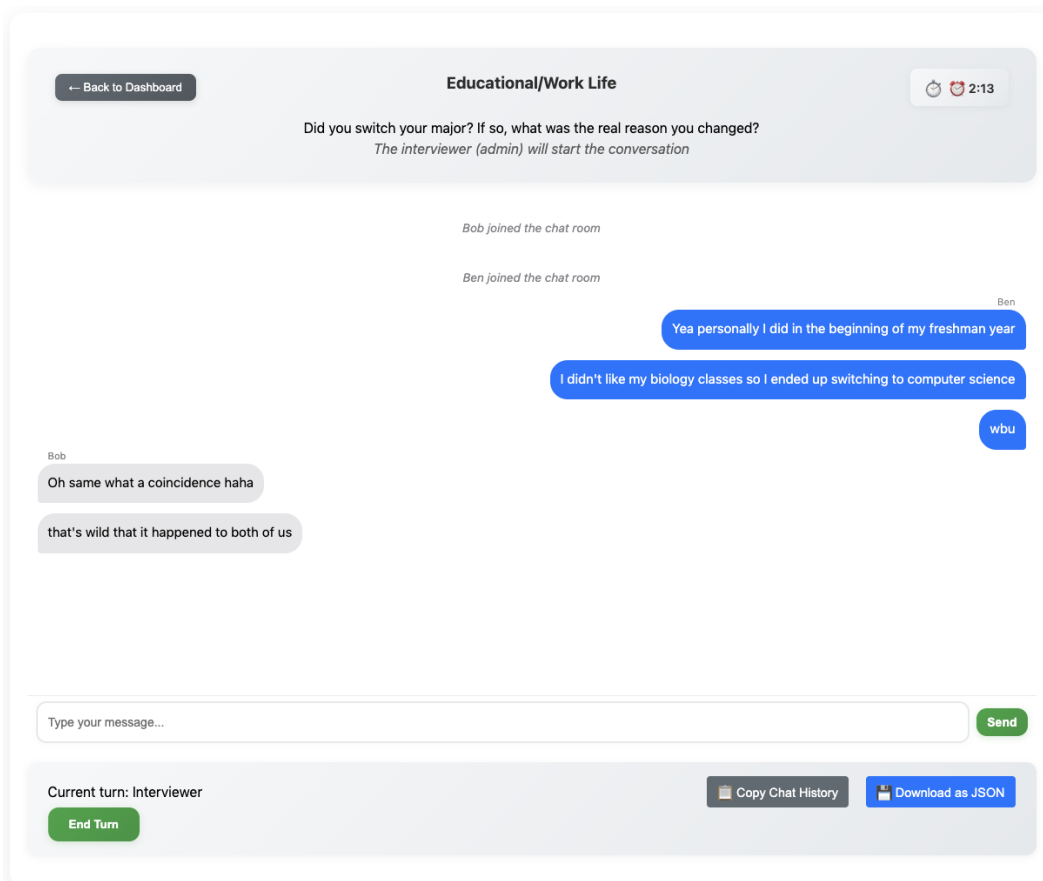 ← Back to Dashboard
Educational/Work Life
2:13
Did you switch your major? If so, what was the real reason you changed?
The interviewer (admin) will start the conversation
Bob joined the chat room
Ben joined the chat room
Ben
Yea personally I did in the beginning of my freshman year
I didn't like my biology classes so I ended up switching to computer science
wbu
Bob
Oh same what a coincidence haha
that's wild that it happened to both of us
Type your message...
Send
Current turn: Interviewer
Copy Chat History
Download as JSON
End Turn